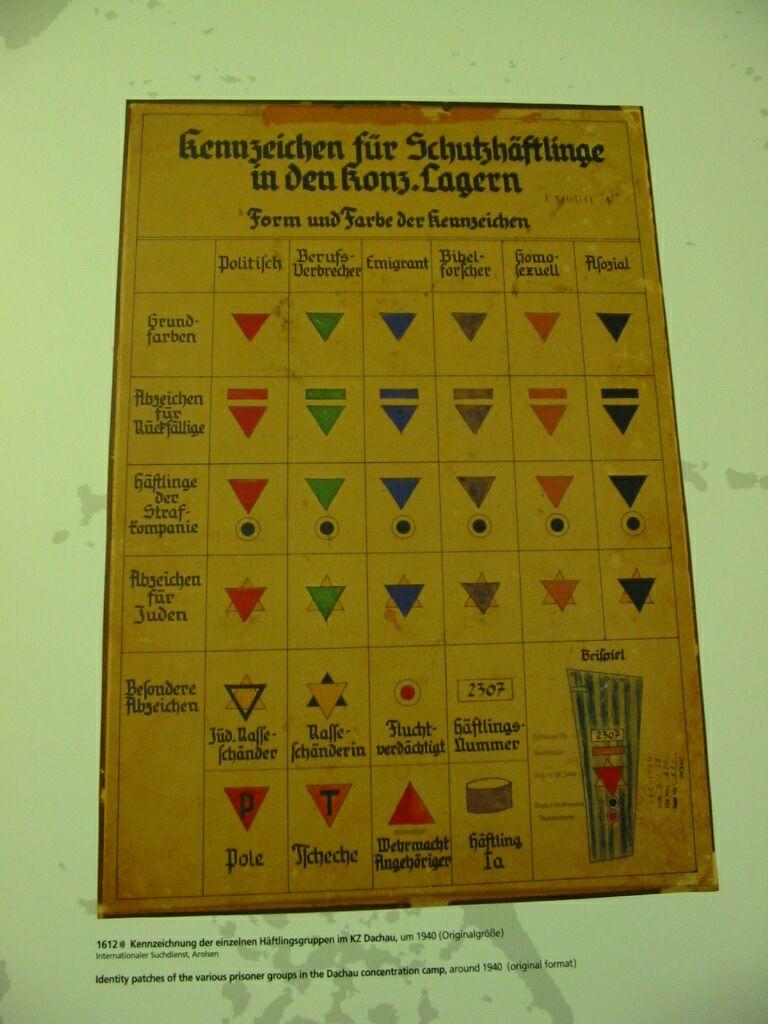 Kennzeichen für Schutzhäftlinge
in den Konz.Lagern
Form und Farbe der Kennzeichen
Politisch
Berufs-
Verbrecher
Emigrant
Bibel-
forscher
Homo-
sexuell
Asozial
Grund-
farben
Abzeichen
für
Rückfällige
Häftlinge
der
Straf-
kompanie
Abzeichen
für
Juden
Besondere
Abzeichen
Jüd. Rasse-
schänder
Rasse-
schänderin
Flucht-
verdächtigt
2307
Häftlings-
Nummer
Beispiel
2307
P
Pole
T
Tscheche
Wehrmacht
Angehöriger
Häftling
Ia
1612 Kennzeichnung der einzelnen Häftlingsgruppen im KZ Dachau, um 1940 (Originalgröße)
Internationaler Suchdienst, Arolsen
Identity patches of the various prisoner groups in the Dachau concentration camp, around 1940 (original format)